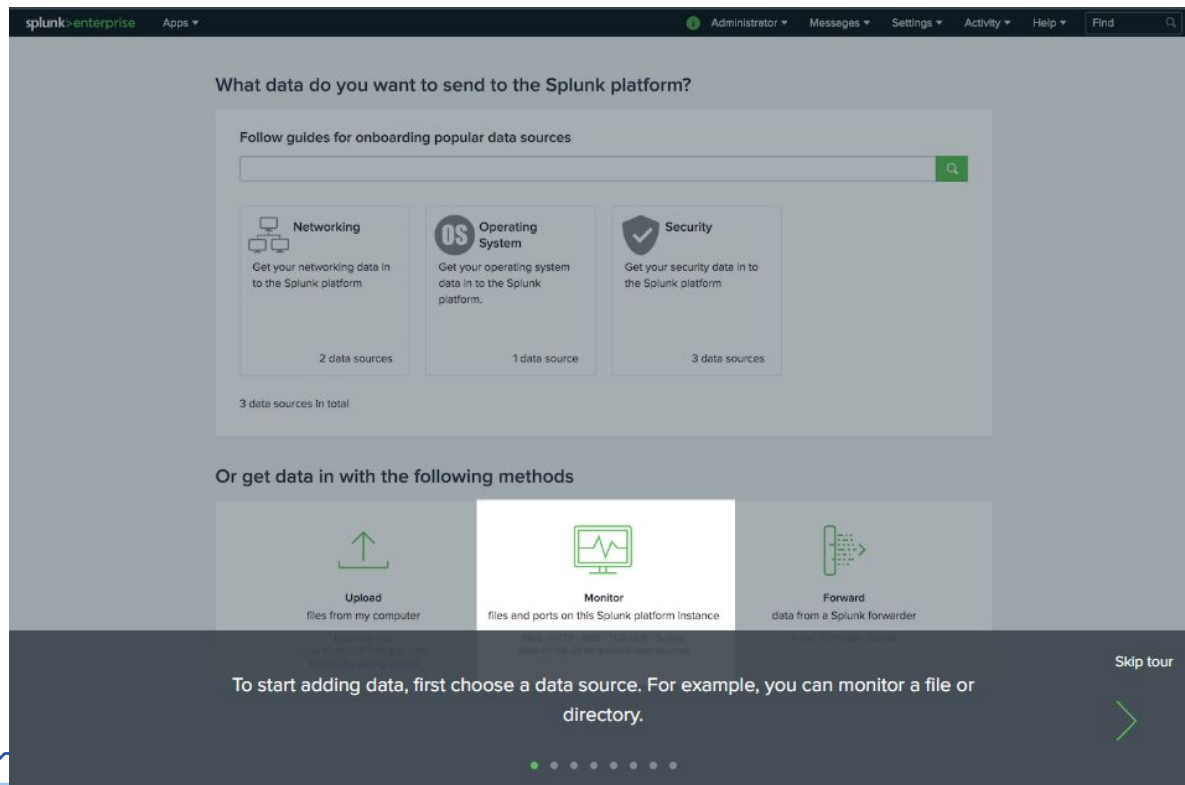 splunk>enterprise Apps Administrator Messages Settings Activity Help Find
What data do you want to send to the Splunk platform?
Follow guides for onboarding popular data sources
Networking
Get your networking data in
to the Splunk platform
2 data sources
Operating
System
Get your operating system
data in to the Splunk
platform.
1 data source
Security
Get your security data in to
the Splunk platform
3 data sources
3 data sources in total
Or get data in with the following methods
Upload
files from my computer
Monitor
files and ports on this Splunk platform instance
Forward
data from a Splunk forwarder
Skip tour
To start adding data, first choose a data source. For example, you can monitor a file or
directory.